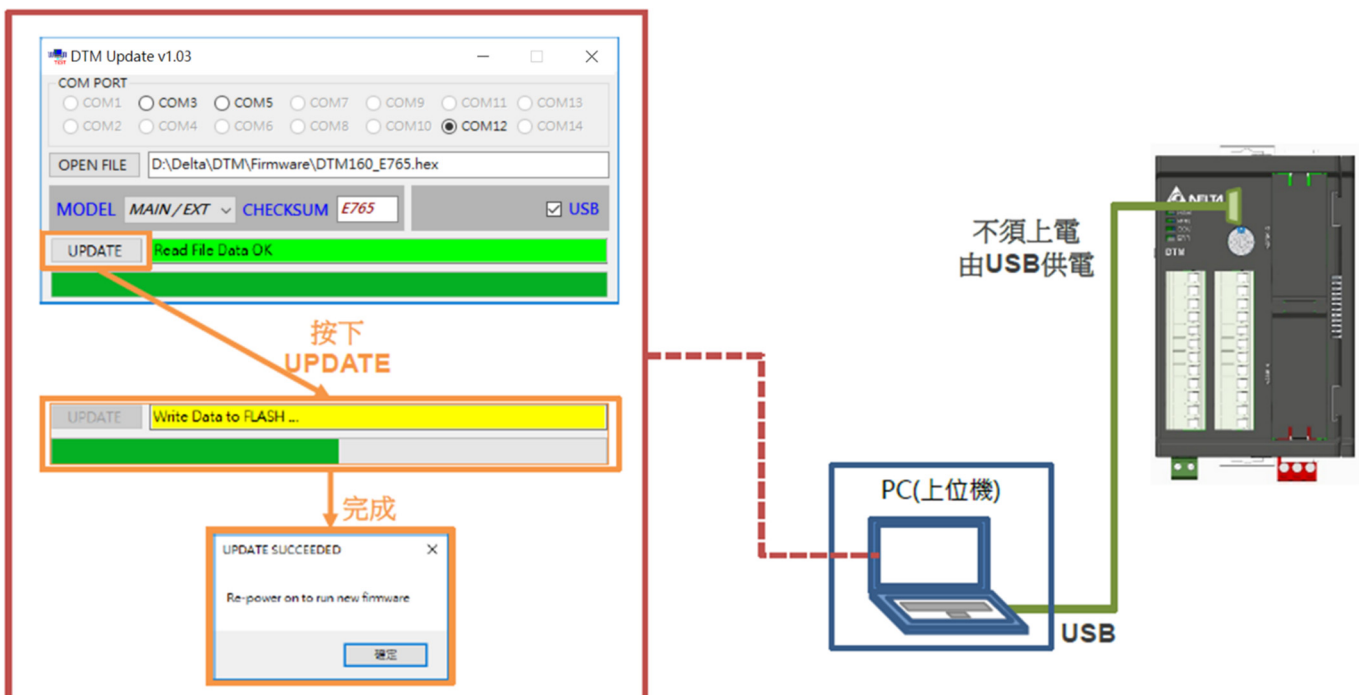 DTM Update v1.03
COM PORT
COM1 COM3 COM5 COM7 COM9 COM11 COM13
COM2 COM4 COM6 COM8 COM10 COM12 COM14
OPEN FILE D:\Delta\DTM\Firmware\DTM160_E765.hex
MODEL MAIN / EXT CHECKSUM E765 USB
UPDATE Read File Data OK
按下
UPDATE
UPDATE Write Data to FLASH ...
完成
UPDATE SUCCEEDED
Re-power on to run new firmware
確定
不須上電
由USB供電
DELTA
DTM
PC(上位機)
USB